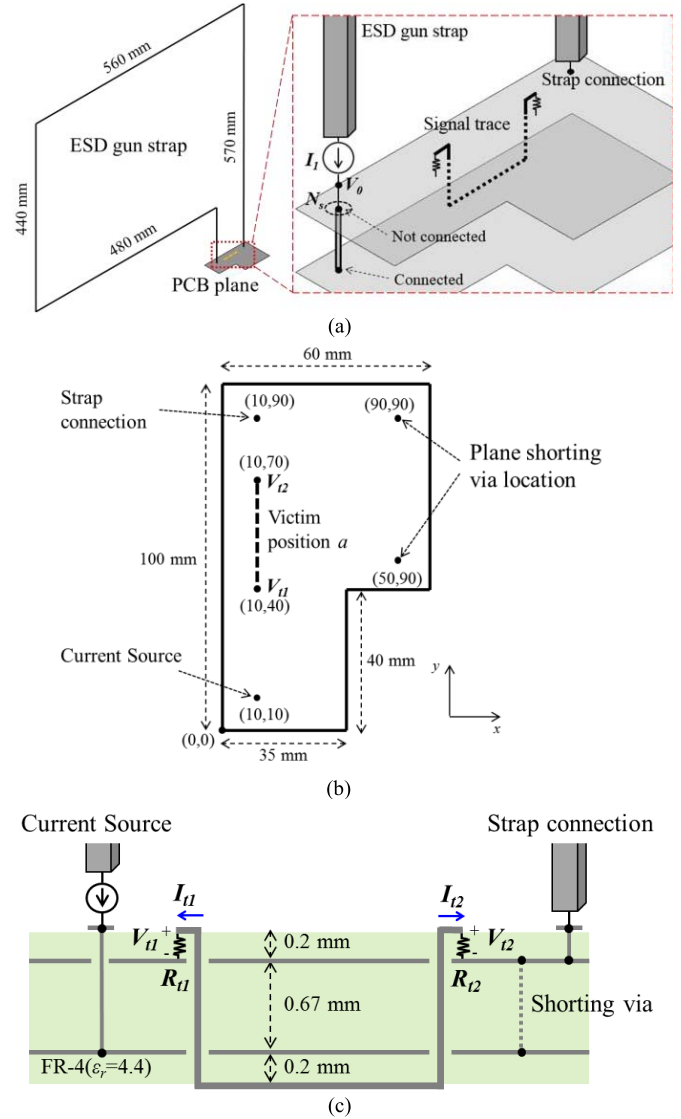 560 mm
ESD gun strap
570 mm
440 mm
480 mm
PCB plane
ESD gun strap
Strap connection
Signal trace
I1
V0
Ns
Not connected
Connected
(a)
60 mm
Strap
connection
(10,90)
(90,90)
(10,70)
Vt2
Plane shorting
via location
Victim
position a
100 mm
Vt1
(10,40)
(50,90)
Current Source
40 mm
(10,10)
(0,0)
35 mm
y
x
(b)
Current Source
Strap connection
It1
It2
Vt1
+
-
0.2 mm
+
-
Vt2
Rt1
Rt2
0.67 mm
Shorting via
FR-4(εr=4.4)
0.2 mm
(c)